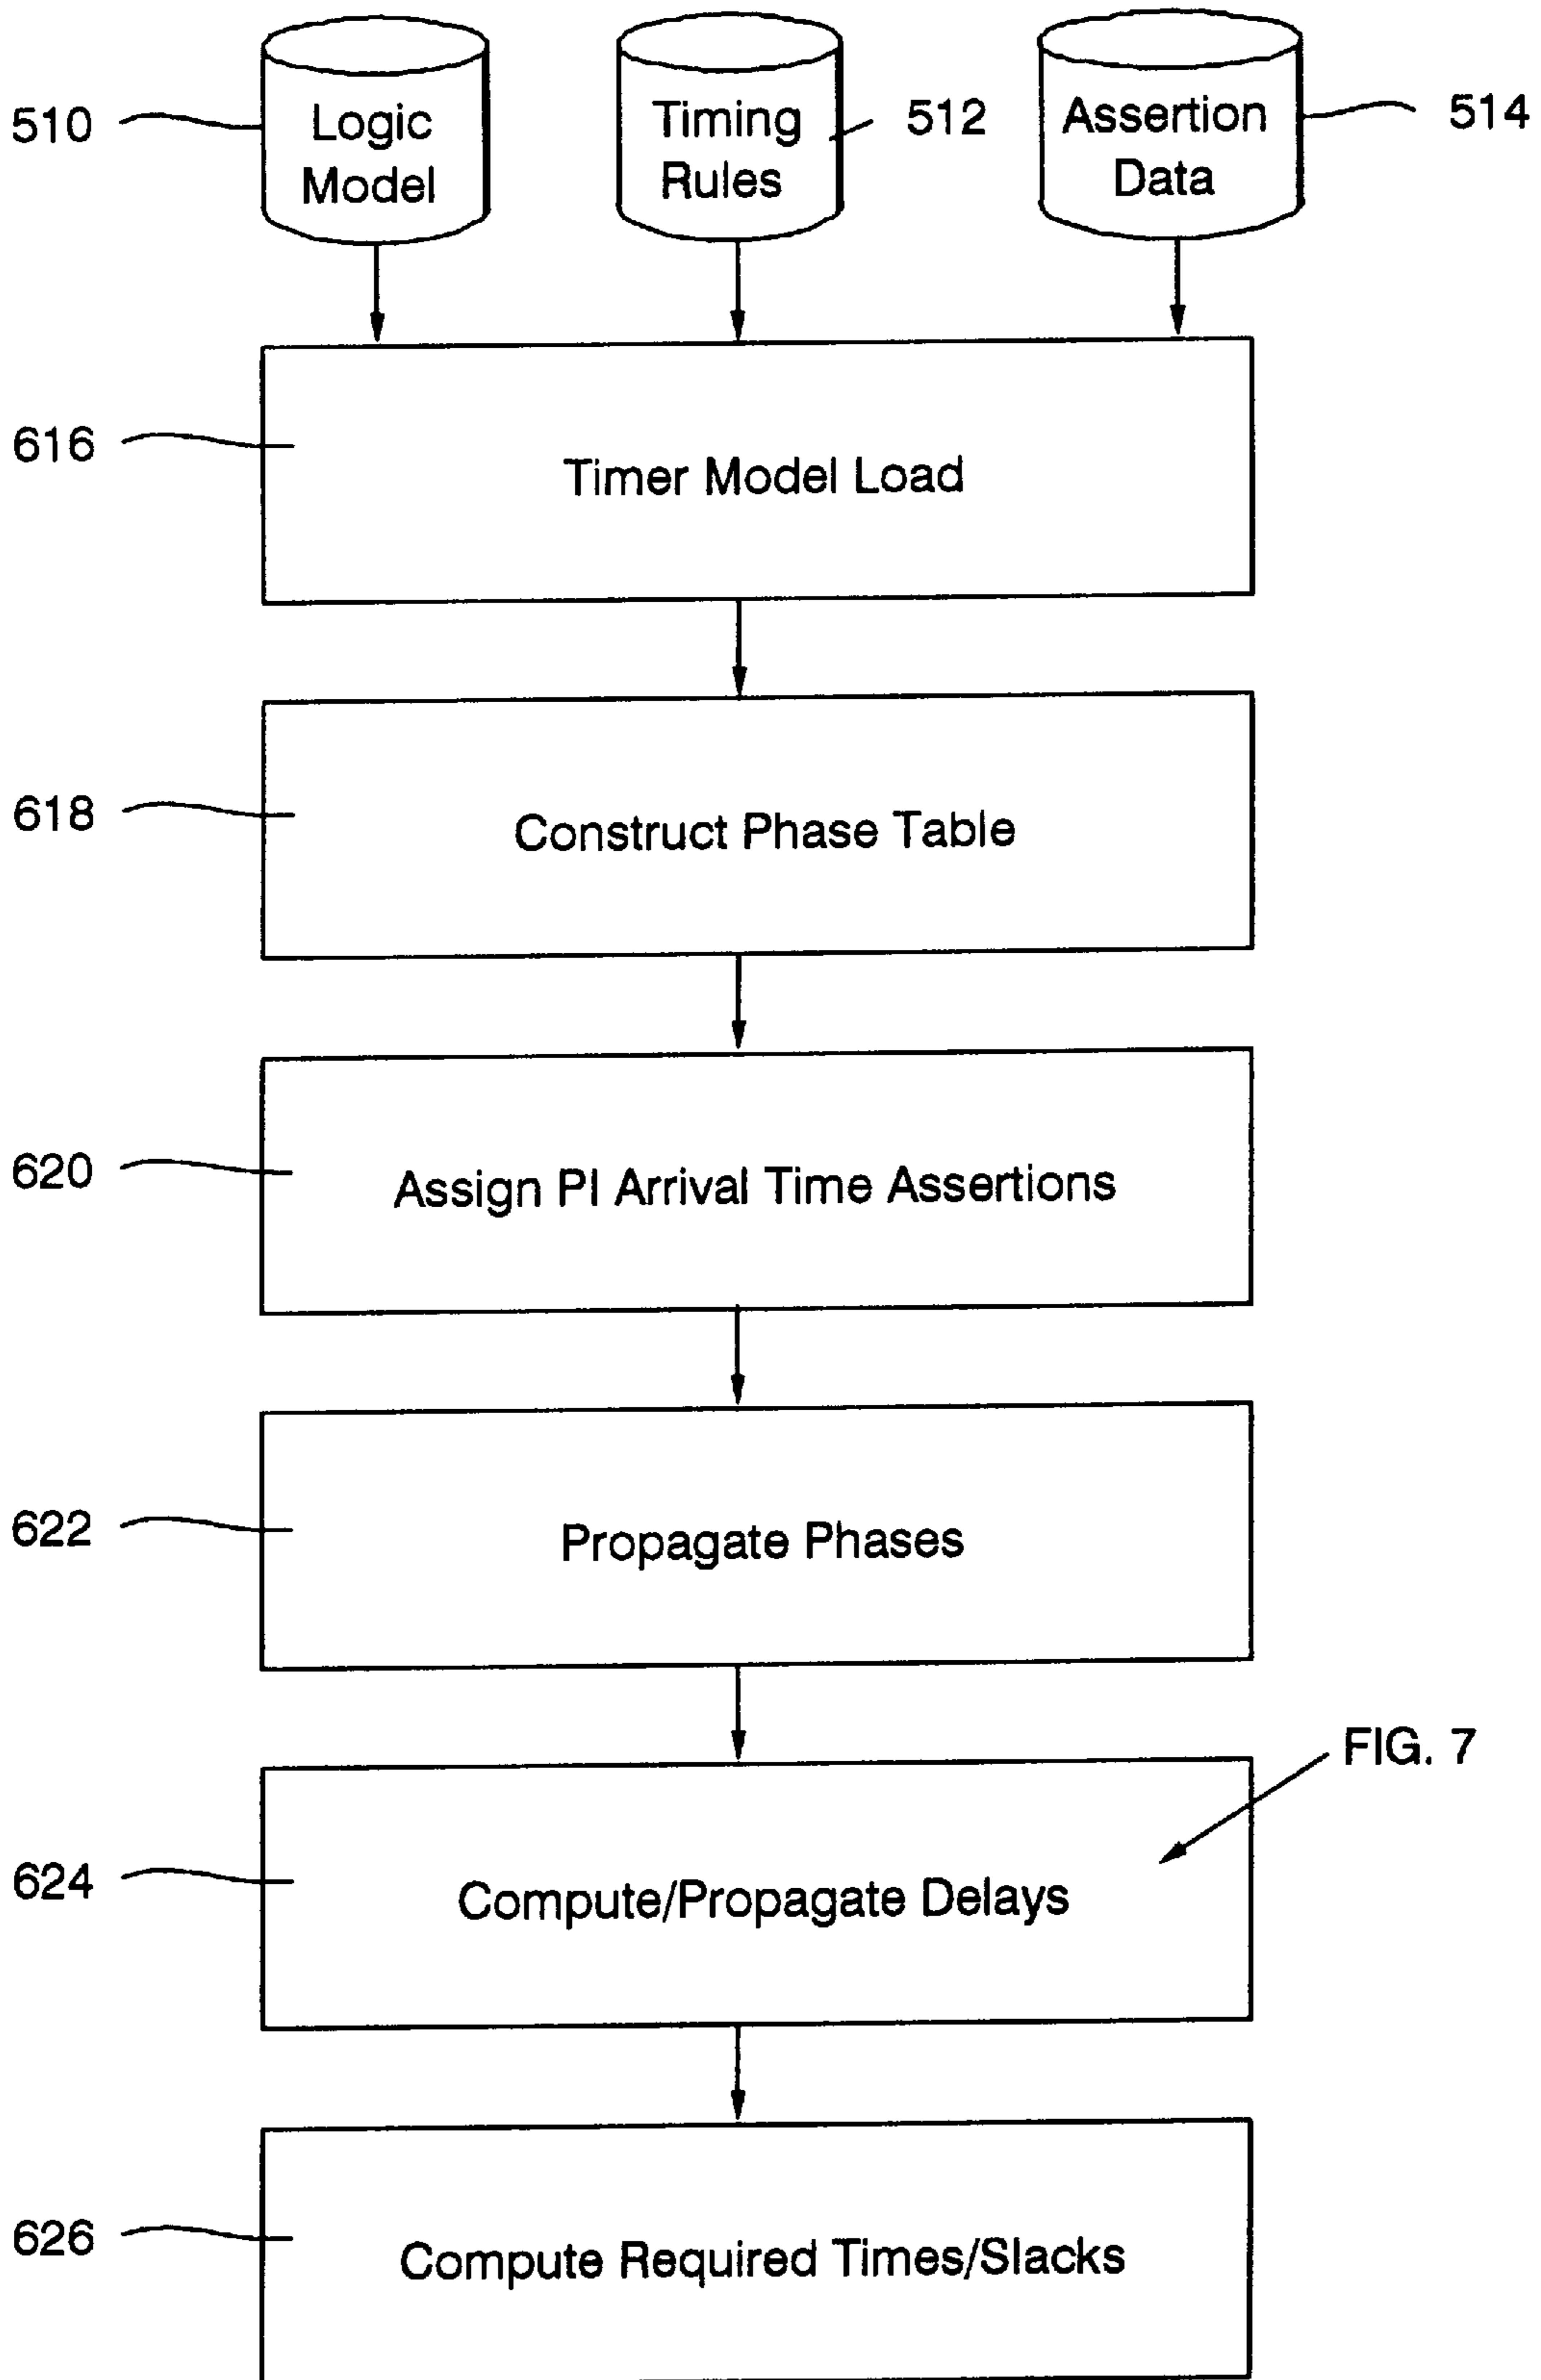 510
Logic
Model
Timing
Rules
512
Assertion
Data
514
616
Timer Model Load
618
Construct Phase Table
620
Assign PI Arrival Time Assertions
622
Propagate Phases
FIG. 7
624
Compute/Propagate Delays
626
Compute Required Times/Slacks